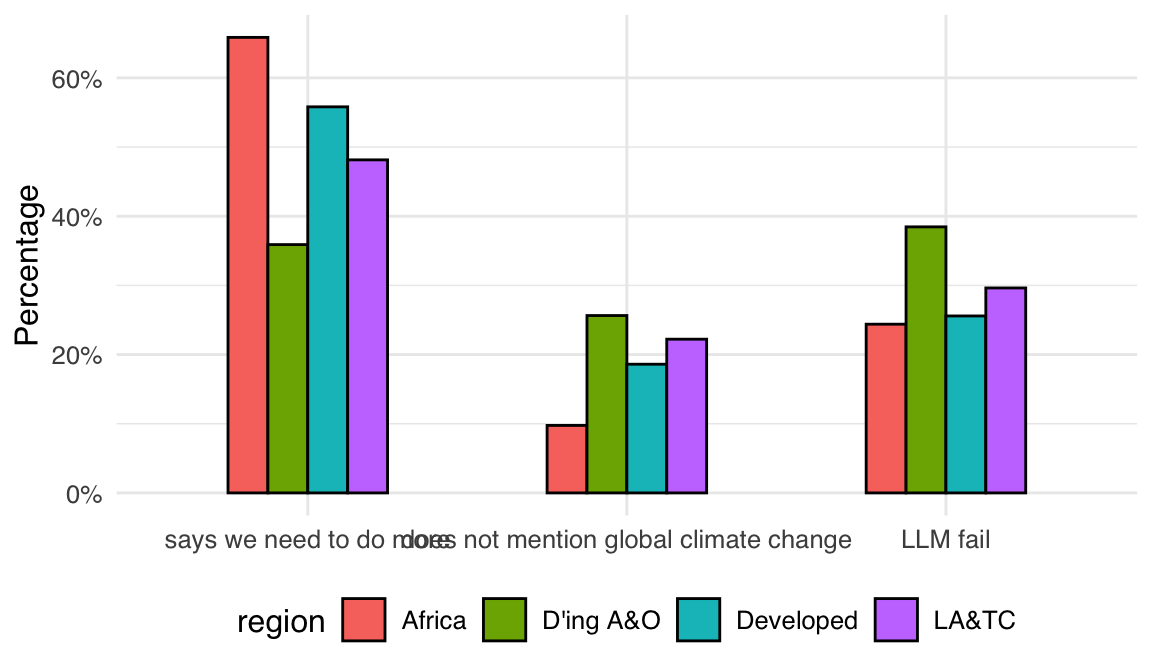 Percentage
60%
40%
20%
0%
says we need to do more
does not mention global climate change
LLM fail
region
Africa
D'ing A&O
Developed
LA&TC